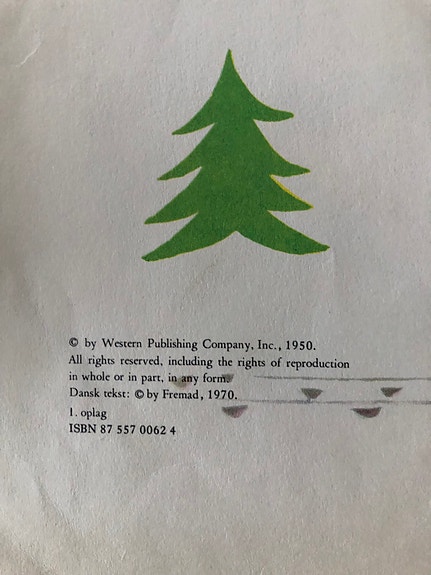 © by Western Publishing Company, Inc., 1950.
All rights reserved, including the rights of reproduction
in whole or in part, in any form.
Dansk tekst: © by Fremad, 1970.
1. oplag
ISBN 87 557 0062 4